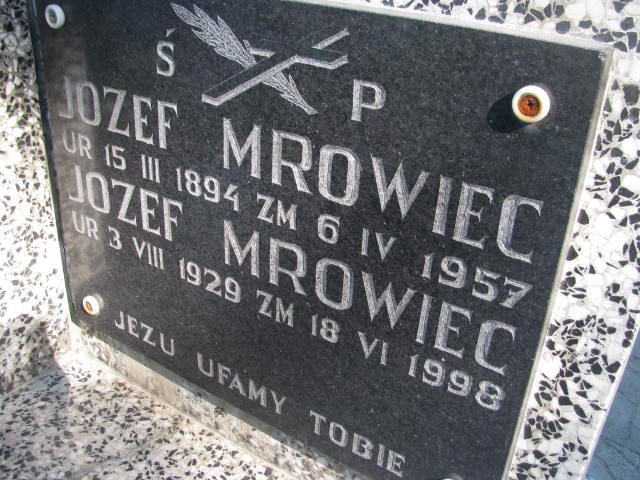 Ś P
JOZEF MROWIEC
UR 15 III 1894 ZM 6 IV 1957
JOZEF MROWIEC
UR 3 VIII 1929 ZM 18 VI 1998
JEZU UFAMY TOBIE